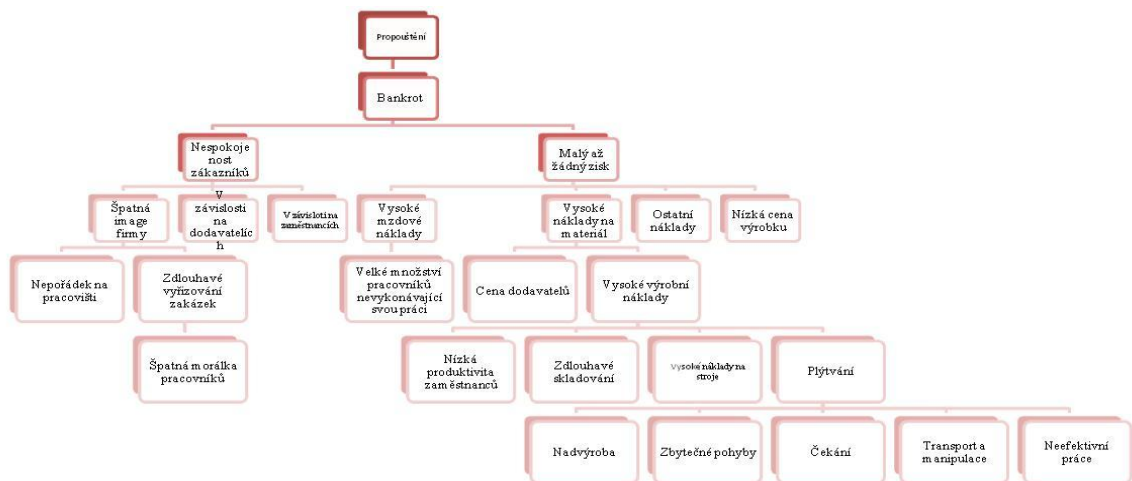 Propouštění
Bankrot
Nespokoje
nost
zákazníků
Malý až
žádný zisk
Špatná
image
firmy
V
závislosti
na
dodavatelíc
h
V závisloti na
zaměstnancích
Vysoké
mzdové
náklady
Vysoké
náklady na
materiál
Ostatní
náklady
Nízká cena
výrobku
Nepořádek na
pracovišti
Zdlouhavé
vyřizování
zakázek
Velké množství
pracovníků
nevykonávající
svou práci
Cena dodavatelů
Vysoké výrobní
náklady
Špatná morálka
pracovníků
Nízká
produktivita
zaměstnanců
Zdlouhavé
skladování
Vysoké náklady na
stroje
Plýtvání
Nadvýroba
Zbytečné pohyby
Čekání
Transport a
manipulace
Neefektivní
práce